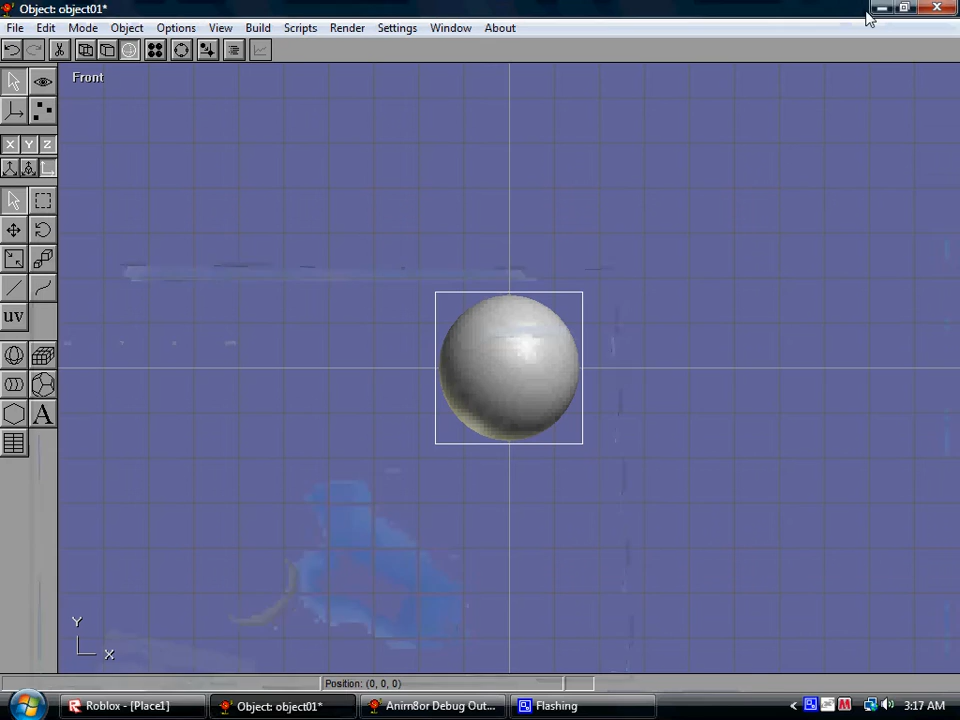 Object: object01*
File Edit Mode Object Options View Build Scripts Render Settings Window About
Front
X Y Z
uv
A
Y
X
Position: (0, 0, 0)
Roblox - [Place1] Object: object01* Anim8or Debug Out... Flashing 3:17 AM